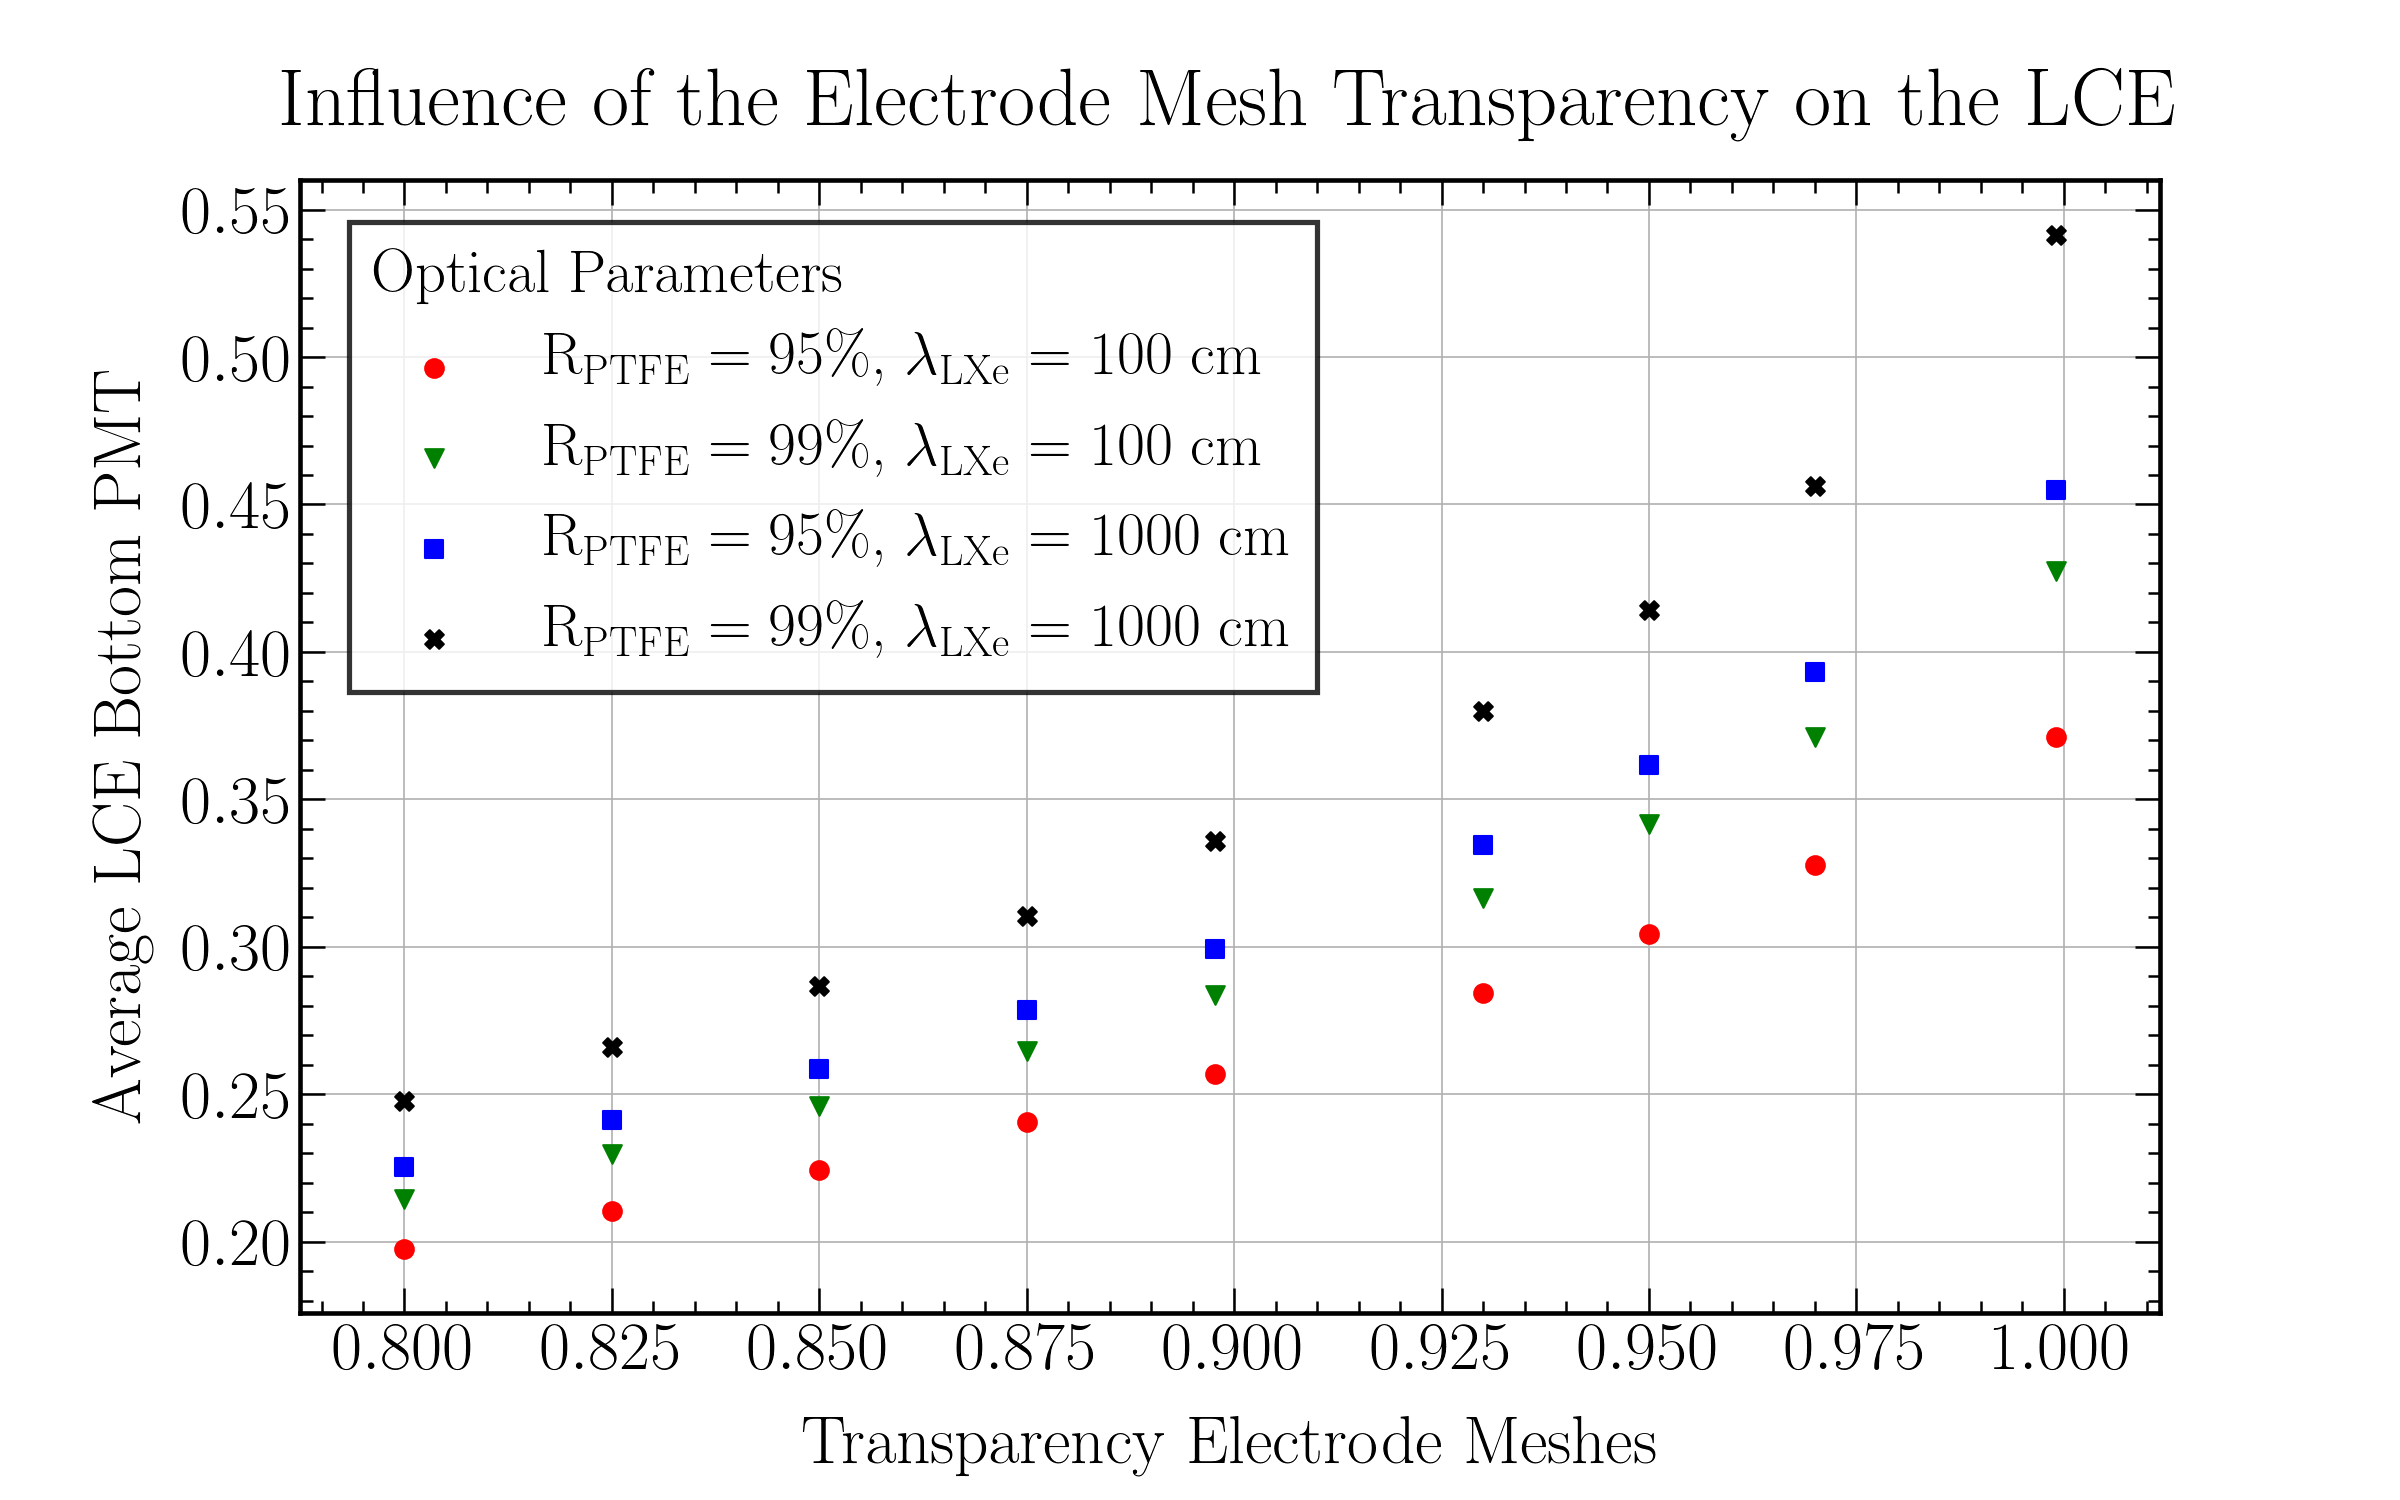 Influence of the Electrode Mesh Transparency on the LCE
Average LCE Bottom PMT
0.55
0.50
0.45
0.40
0.35
0.30
0.25
0.20
Optical Parameters
R_PTFE = 95%, λ_LXe = 100 cm
R_PTFE = 99%, λ_LXe = 100 cm
R_PTFE = 95%, λ_LXe = 1000 cm
R_PTFE = 99%, λ_LXe = 1000 cm
0.800 0.825 0.850 0.875 0.900 0.925 0.950 0.975 1.000
Transparency Electrode Meshes